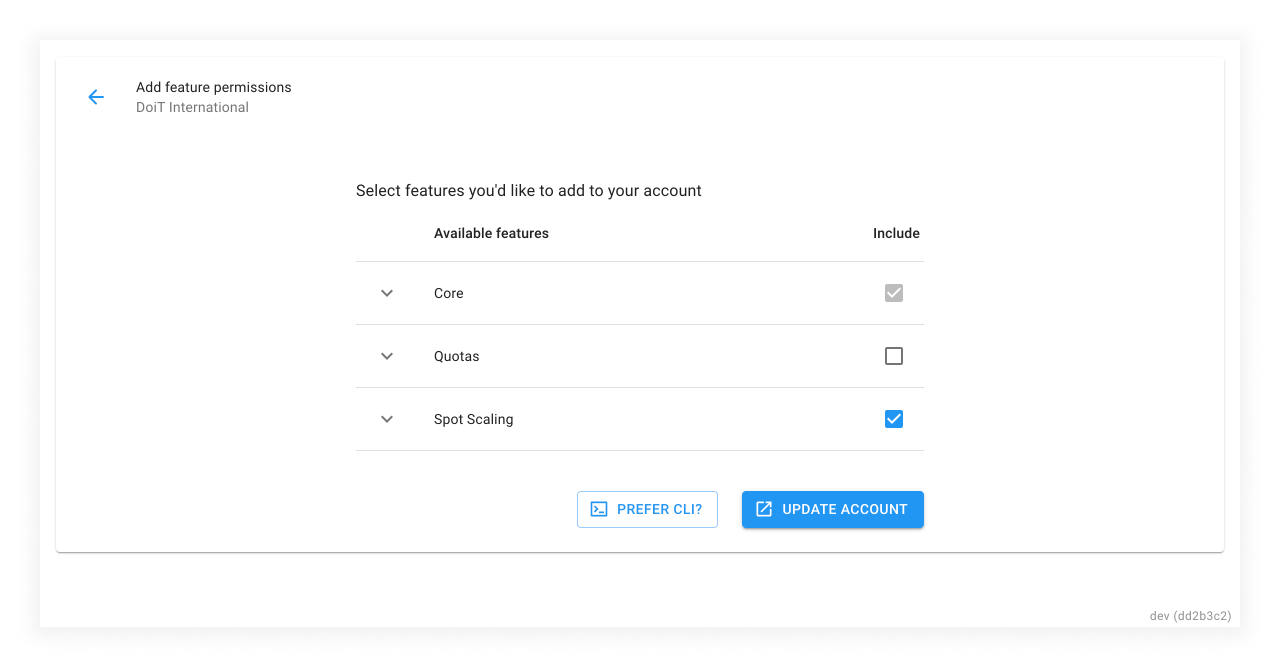 Add feature permissions
DoiT International
Select features you'd like to add to your account
Available features Include
Core
Quotas
Spot Scaling
PREFER CLI? UPDATE ACCOUNT
dev (dd2b3c2)